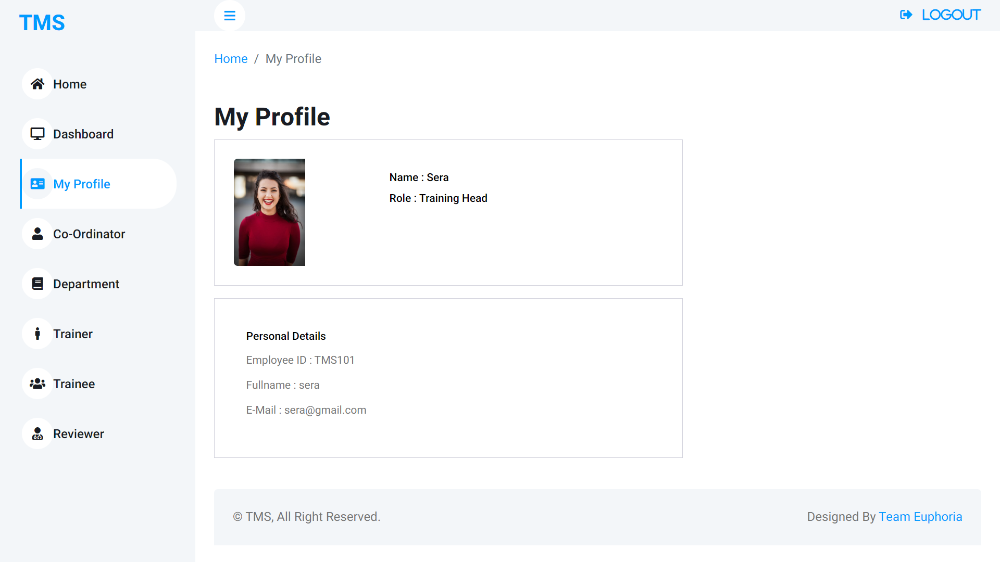 TMS
LOGOUT
Home / My Profile
Home
Dashboard
My Profile
Co-Ordinator
Department
Trainer
Trainee
Reviewer
My Profile
Name : Sera
Role : Training Head
Personal Details
Employee ID : TMS101
Fullname : sera
E-Mail : sera@gmail.com
© TMS, All Right Reserved.
Designed By Team Euphoria